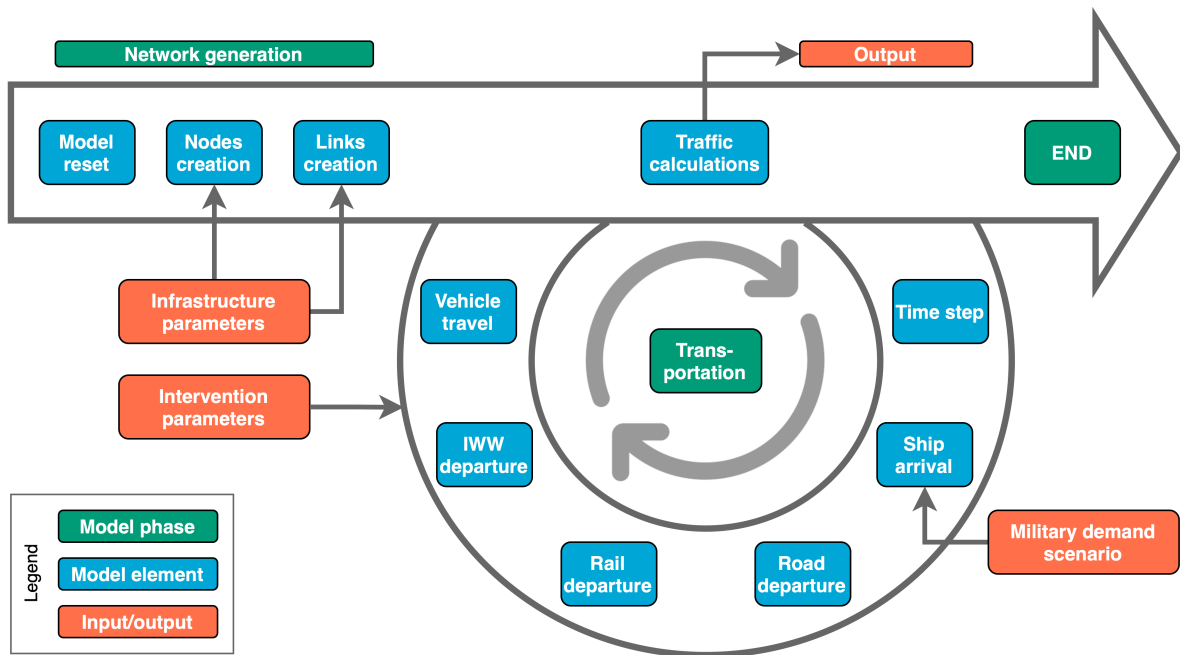 Network generation
Output
Model
reset
Nodes
creation
Links
creation
Traffic
calculations
END
Infrastructure
parameters
Vehicle
travel
Time step
Trans-
portation
Intervention
parameters
IWW
departure
Ship
arrival
Rail
departure
Road
departure
Military demand
scenario
Legend
Model phase
Model element
Input/output